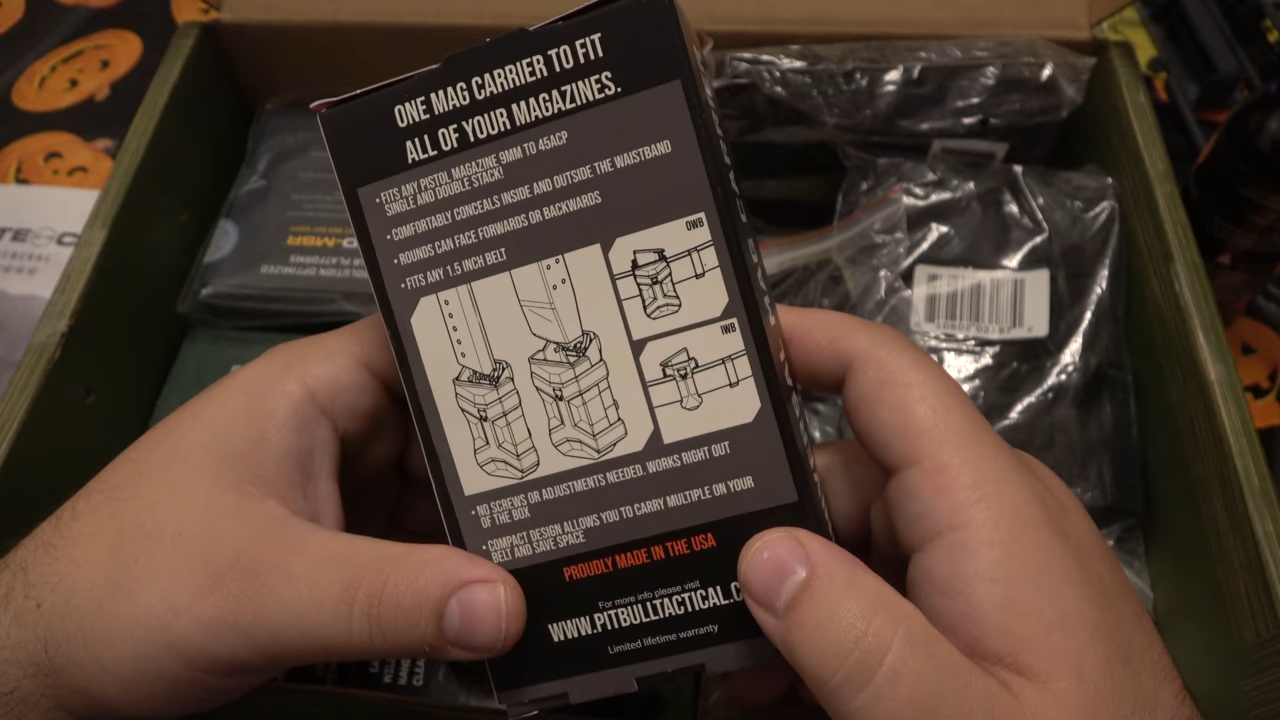 ONE MAG CARRIER TO FIT
ALL OF YOUR MAGAZINES.
• FITS ANY PISTOL MAGAZINE 9MM TO 45ACP
SINGLE AND DOUBLE STACK!
• COMFORTABLY CONCEALS INSIDE AND OUTSIDE THE WAISTBAND
• ROUNDS CAN FACE FORWARDS OR BACKWARDS
• FITS ANY 1.5 INCH BELT
OWB
IWB
• NO SCREWS OR ADJUSTMENTS NEEDED. WORKS RIGHT OUT
OF THE BOX
• COMPACT DESIGN ALLOWS YOU TO CARRY MULTIPLE ON YOUR
BELT AND SAVE SPACE
PROUDLY MADE IN THE USA
For more info please visit
WWW.PITBULLTACTICAL.C
Limited lifetime warranty